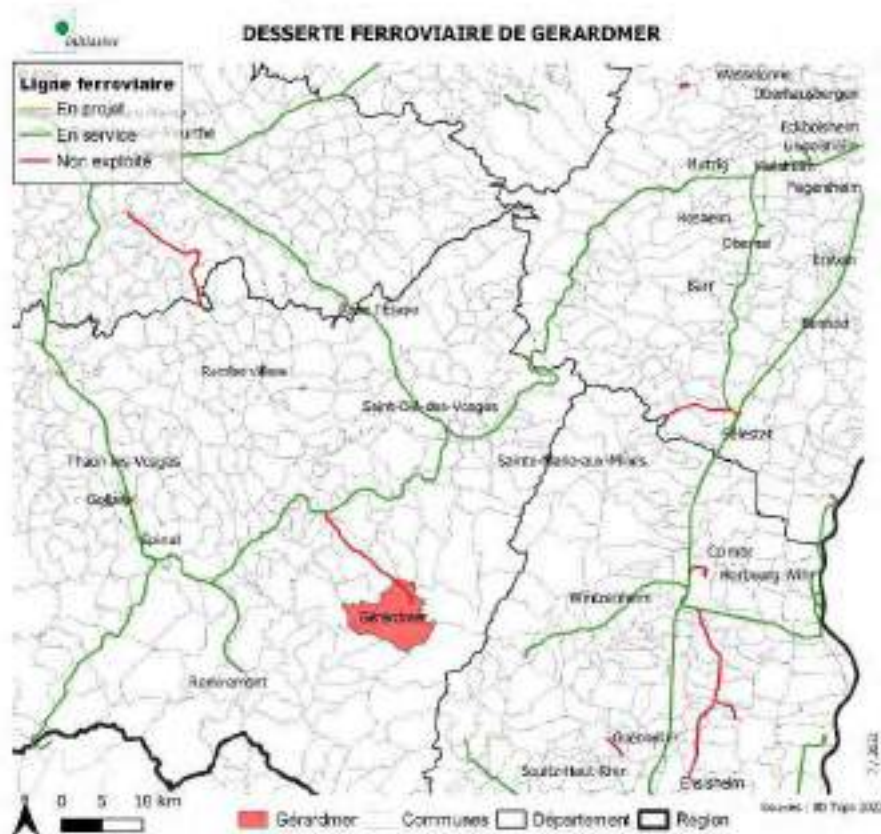 DESSERTE FERROVIAIRE DE GERARDMER
Ligne ferroviaire
En projet
En service
Non exploité
Wasselonne
Oberhausbergen
Eckbolsheim
Lingolsheim
Mutzig
Molsheim
Fegersheim
Rosheim
Obernai
Erstein
Barr
Benfeld
Rambervillers
Saint-Dié-des-Vosges
Sélestat
Sainte-Marie-aux-Mines
Thaon-les-Vosges
Golbey
Epinal
Colmar
Horbourg-Wihr
Wintzenheim
Gérardmer
Remiremont
Guebwiller
Soultz-Haut-Rhin
Ensisheim
0 5 10 km
Gérardmer
Communes
Département
Région